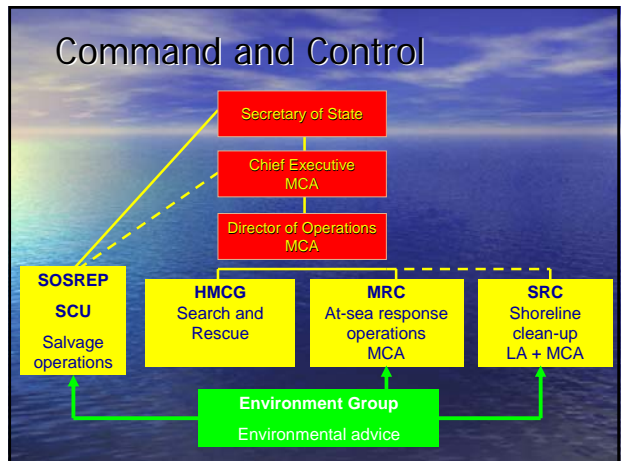 Command and Control
Secretary of State
Chief Executive
MCA
Director of Operations
MCA
SOSREP
SCU
Salvage
operations
HMCG
Search and
Rescue
MRC
At-sea response
operations
MCA
SRC
Shoreline
clean-up
LA + MCA
Environment Group
Environmental advice